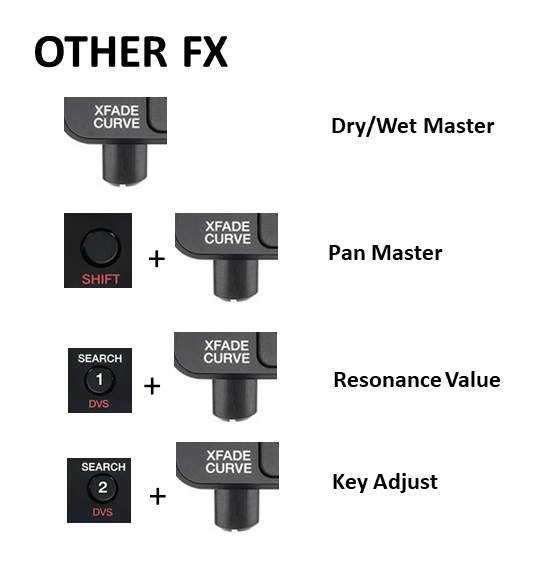 OTHER FX
XFADE
CURVE
Dry/Wet Master
SHIFT
+
XFADE
CURVE
Pan Master
SEARCH
1
DVS
+
XFADE
CURVE
Resonance Value
SEARCH
2
DVS
+
XFADE
CURVE
Key Adjust